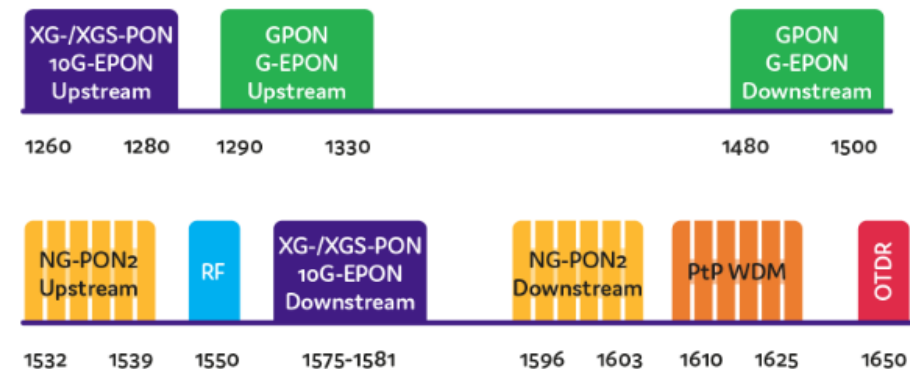 XG-/XGS-PON
10G-EPON
Upstream
GPON
G-EPON
Upstream
GPON
G-EPON
Downstream
1260 1280 1290 1330 1480 1500
NG-PON2
Upstream
RF
XG-/XGS-PON
10G-EPON
Downstream
NG-PON2
Downstream
PtP WDM
OTDR
1532 1539 1550 1575-1581 1596 1603 1610 1625 1650